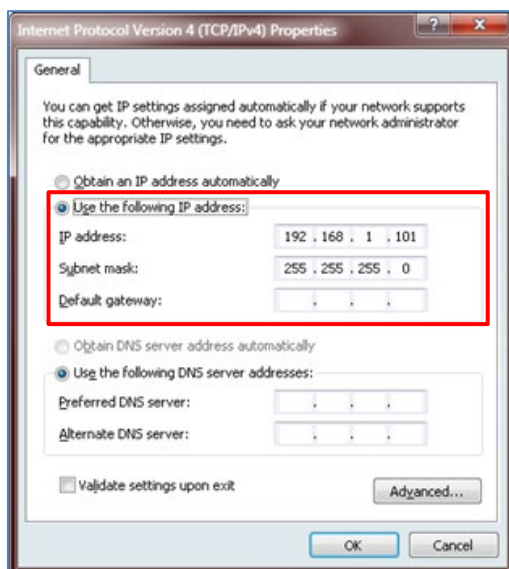 Internet Protocol Version 4 (TCP/IPv4) Properties
General
You can get IP settings assigned automatically if your network supports
this capability. Otherwise, you need to ask your network administrator
for the appropriate IP settings.
Obtain an IP address automatically
Use the following IP address:
IP address: 192 . 168 . 1 . 101
Subnet mask: 255 . 255 . 255 . 0
Default gateway: . . .
Obtain DNS server address automatically
Use the following DNS server addresses:
Preferred DNS server: . . .
Alternate DNS server: . . .
Validate settings upon exit
Advanced...
OK Cancel